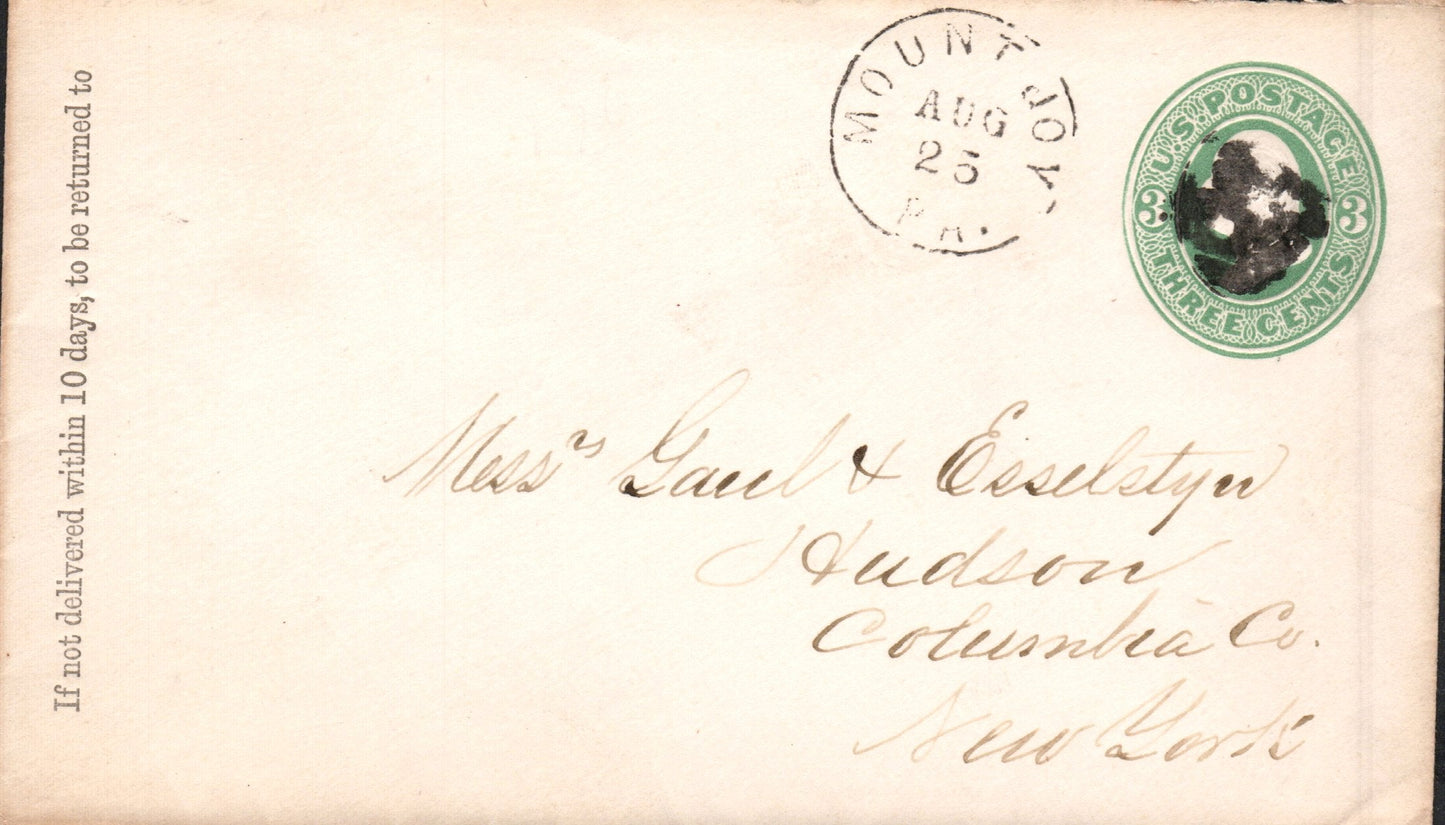 If not delivered within 10 days, to be returned to
MOUNT JOY
AUG
25
PA.
U.S. POSTAGE
3 3
THREE CENTS
Messrs Gaul & Esselstyn
Hudson
Columbia Co.
New York